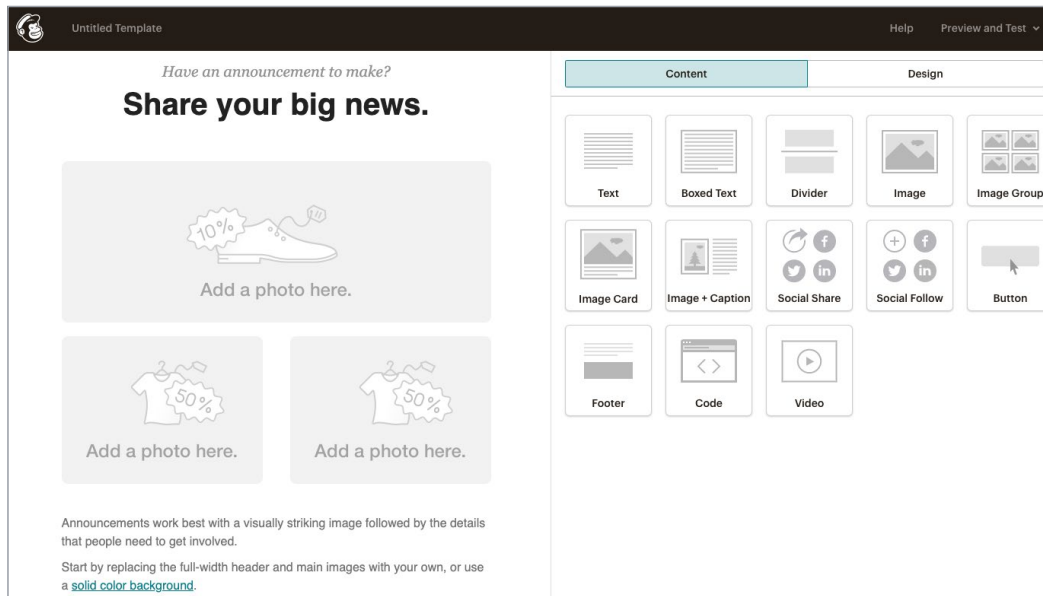 Untitled Template
Help
Preview and Test
Have an announcement to make?
Share your big news.
10%
Add a photo here.
50%
Add a photo here.
50%
Add a photo here.
Announcements work best with a visually striking image followed by the details
that people need to get involved.
Start by replacing the full-width header and main images with your own, or use
a solid color background.
Content
Design
Text
Boxed Text
Divider
Image
Image Group
Image Card
Image + Caption
Social Share
Social Follow
Button
Footer
Code
Video